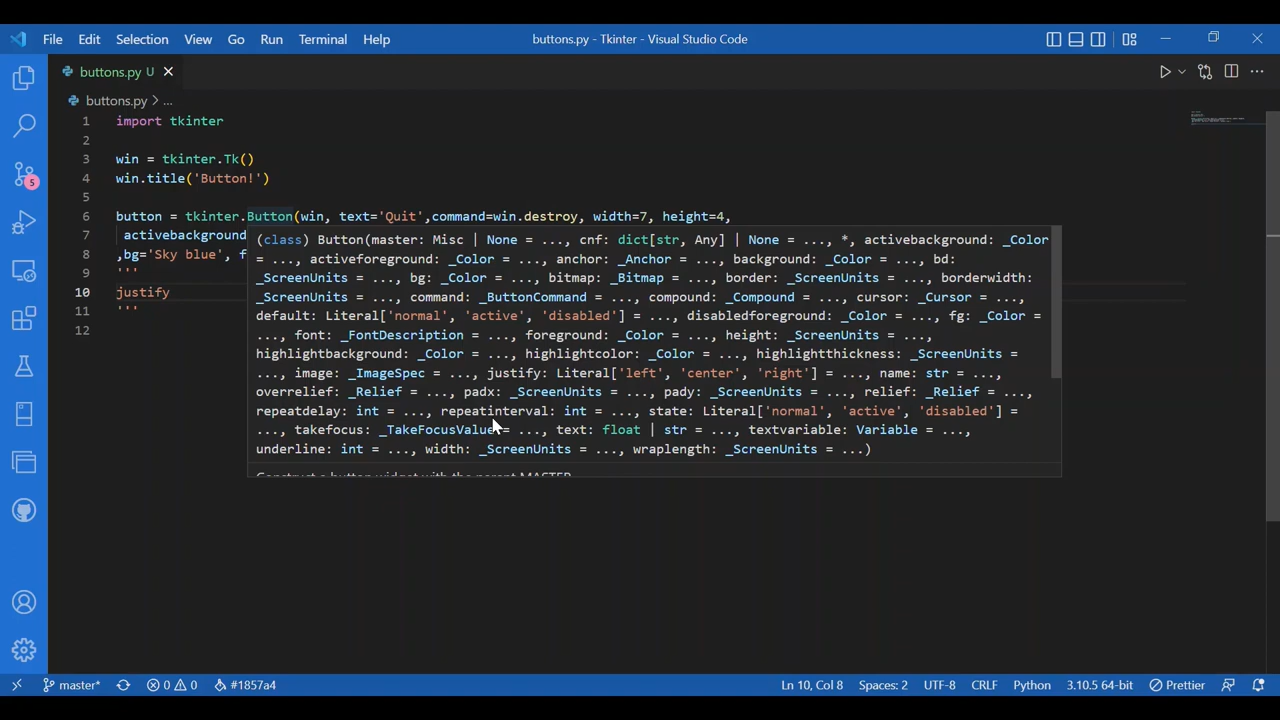 File Edit Selection View Go Run Terminal Help buttons.py - Tkinter - Visual Studio Code
buttons.py U
buttons.py > ...
1 import tkinter
2
3 win = tkinter.Tk()
4 win.title('Button!')
5
6 button = tkinter.Button(win, text='Quit',command=win.destroy, width=7, height=4,
7 activebackground
8 ,bg='Sky blue', f
9 '''
10 justify
11 '''
12
(class) Button(master: Misc | None = ..., cnf: dict[str, Any] | None = ..., *, activebackground: _Color
= ..., activeforeground: _Color = ..., anchor: _Anchor = ..., background: _Color = ..., bd:
_ScreenUnits = ..., bg: _Color = ..., bitmap: _Bitmap = ..., border: _ScreenUnits = ..., borderwidth:
_ScreenUnits = ..., command: _ButtonCommand = ..., compound: _Compound = ..., cursor: _Cursor = ...,
default: Literal['normal', 'active', 'disabled'] = ..., disabledforeground: _Color = ..., fg: _Color =
..., font: _FontDescription = ..., foreground: _Color = ..., height: _ScreenUnits = ...,
highlightbackground: _Color = ..., highlightcolor: _Color = ..., highlightthickness: _ScreenUnits =
..., image: _ImageSpec = ..., justify: Literal['left', 'center', 'right'] = ..., name: str = ...,
overrelief: _Relief = ..., padx: _ScreenUnits = ..., pady: _ScreenUnits = ..., relief: _Relief = ...,
repeatdelay: int = ..., repeatinterval: int = ..., state: Literal['normal', 'active', 'disabled'] =
..., takefocus: _TakeFocusValue = ..., text: float | str = ..., textvariable: Variable = ...,
underline: int = ..., width: _ScreenUnits = ..., wraplength: _ScreenUnits = ...)
Construct a button widget with the parent MASTER
5
master* 0 0 #1857a4 Ln 10, Col 8 Spaces: 2 UTF-8 CRLF Python 3.10.5 64-bit Prettier